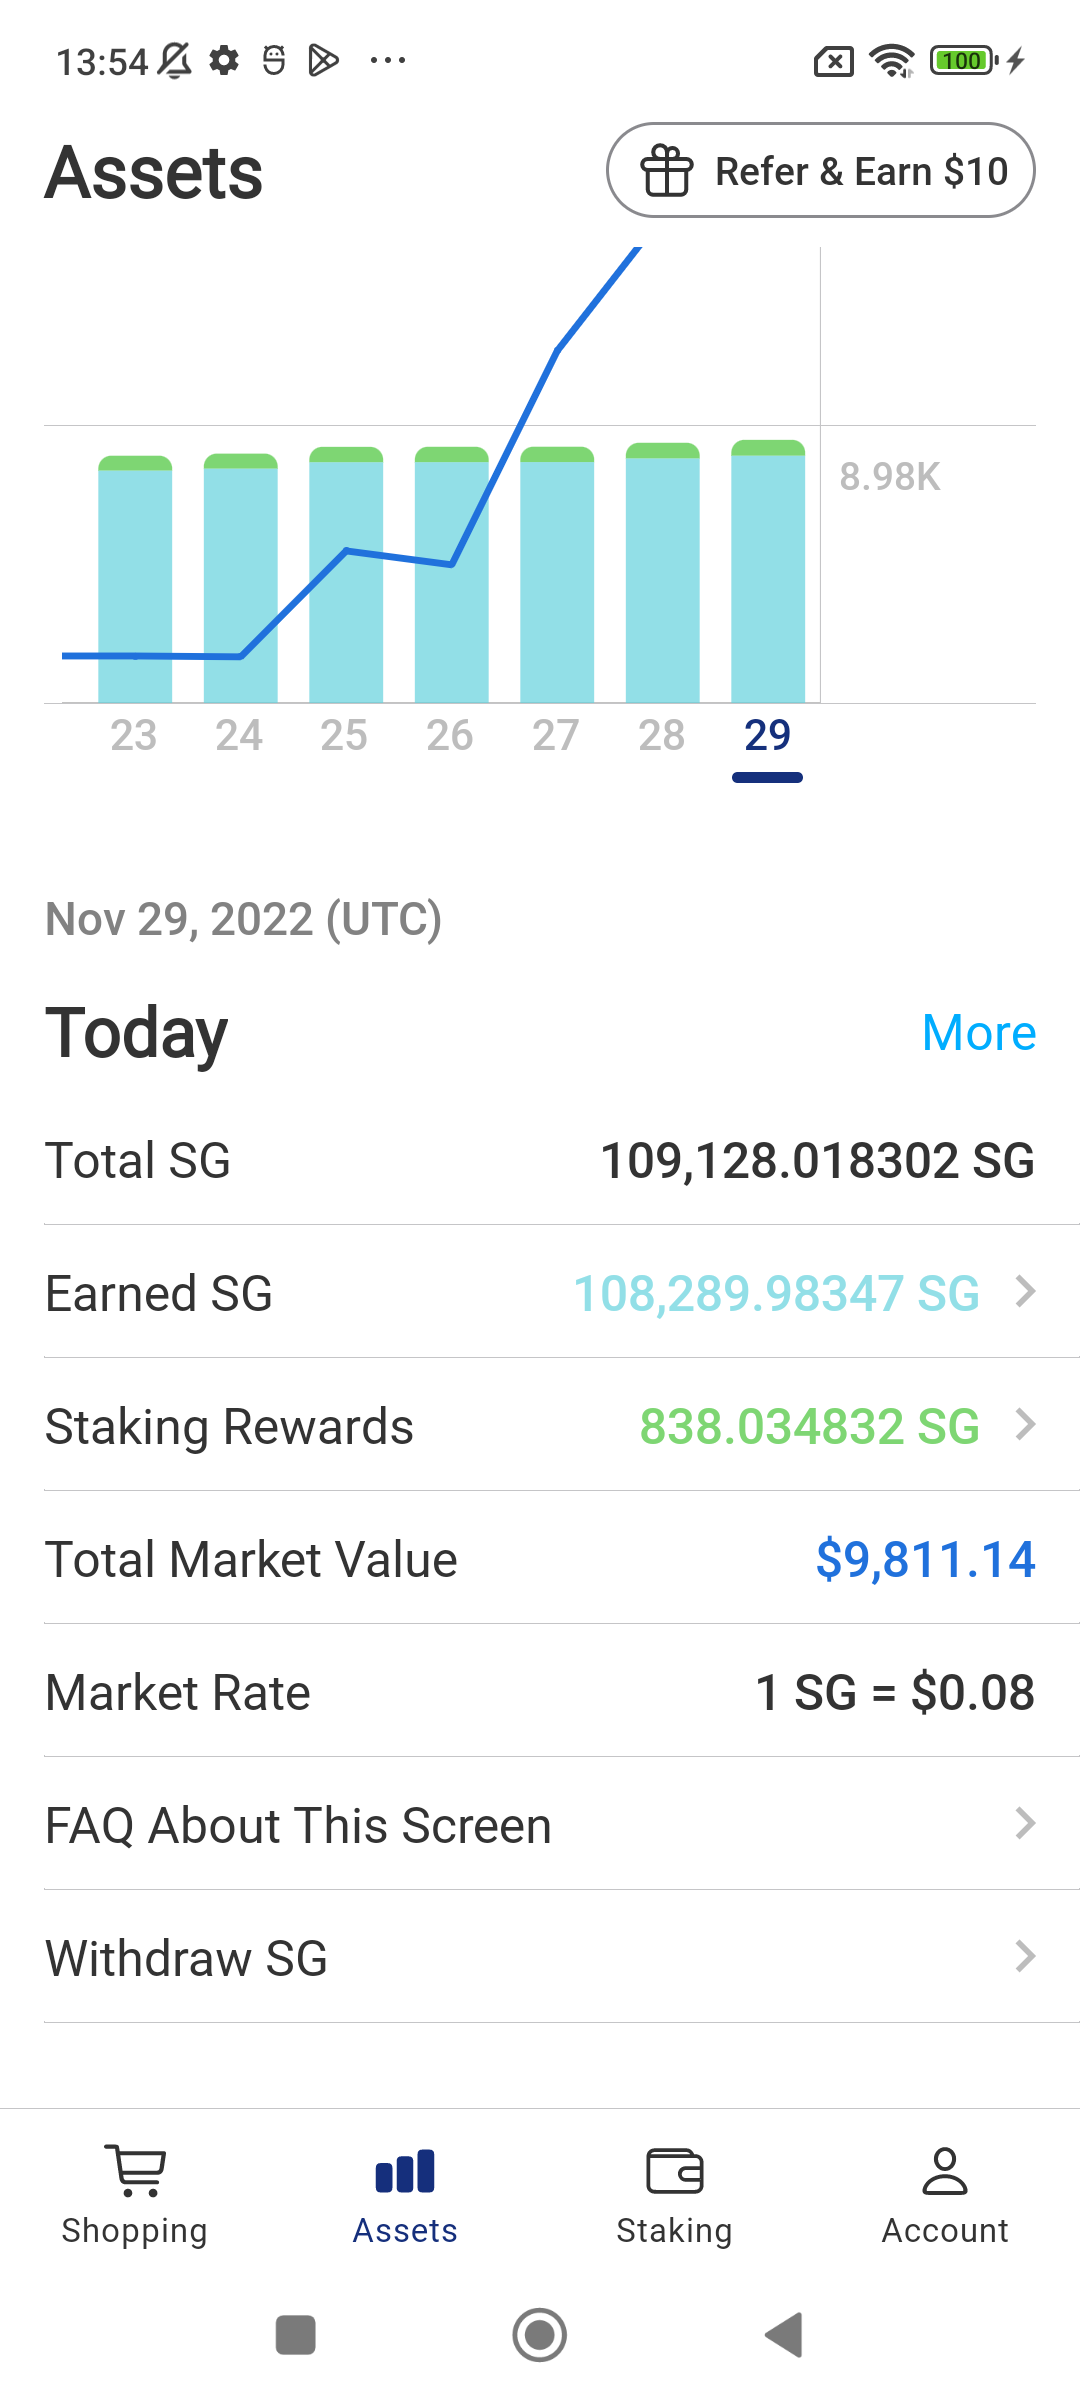 13:54
100
Assets
Refer & Earn $10
8.98K
23 24 25 26 27 28 29
Nov 29, 2022 (UTC)
Today More
Total SG 109,128.018302 SG
Earned SG 108,289.98347 SG
Staking Rewards 838.034832 SG
Total Market Value $9,811.14
Market Rate 1 SG = $0.08
FAQ About This Screen
Withdraw SG
Shopping Assets Staking Account